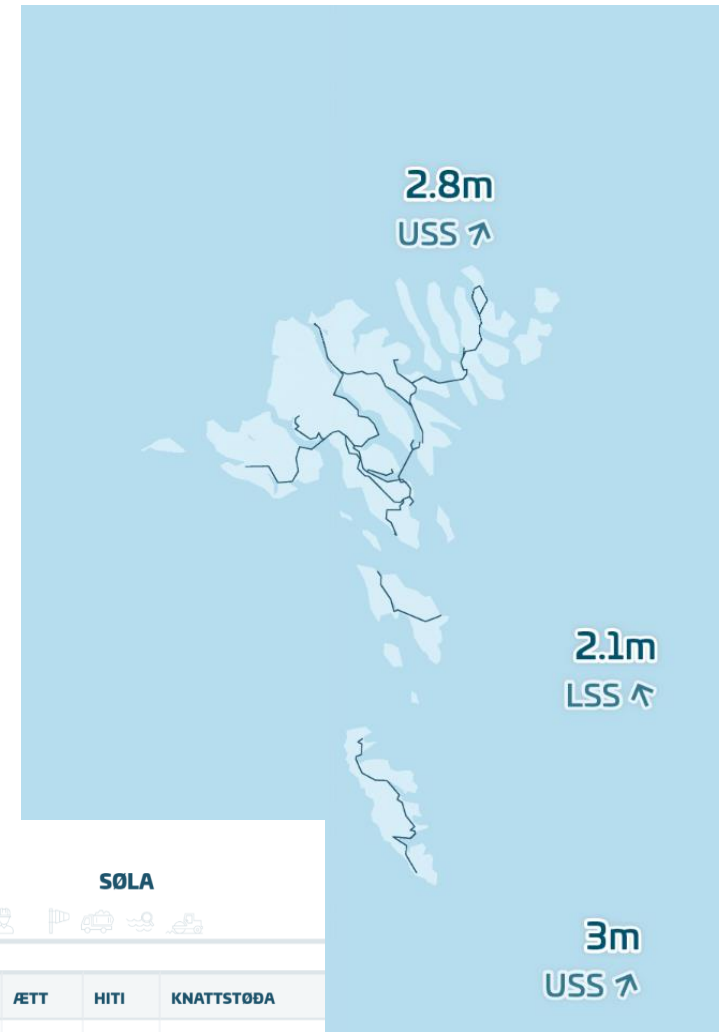 2.8m
USS ↗
2.1m
LSS ↖
SØLA
3m
USS ↗
ÆTT HITI KNATTSTØÐA